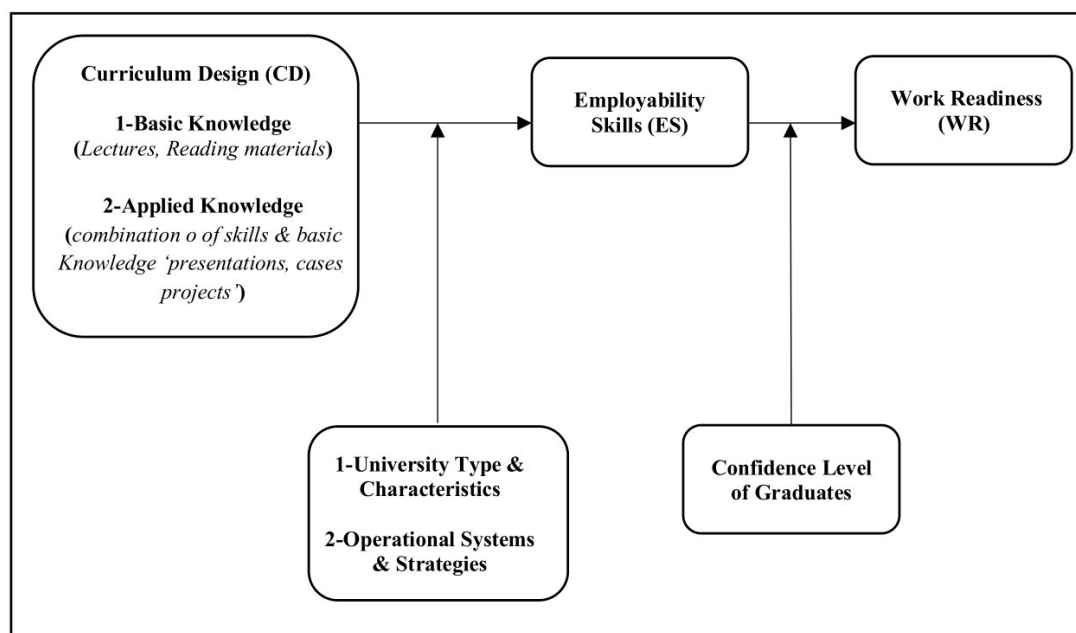 Curriculum Design (CD)
1-Basic Knowledge
(Lectures, Reading materials)
2-Applied Knowledge
(combination o of skills & basic
Knowledge ‘presentations, cases
projects’)
Employability
Skills (ES)
Work Readiness
(WR)
1-University Type &
Characteristics
2-Operational Systems
& Strategies
Confidence Level
of Graduates